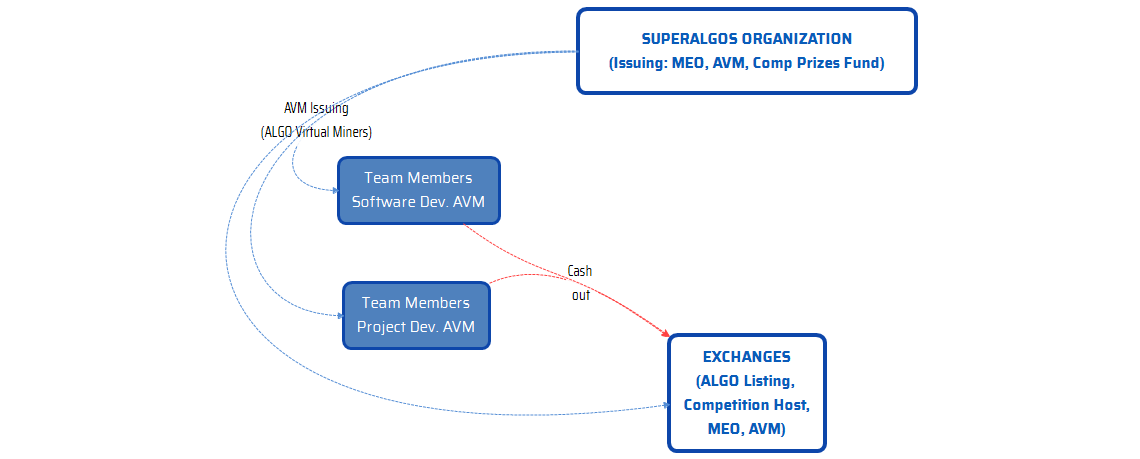 SUPERALGOS ORGANIZATION
(Issuing: MEO, AVM, Comp Prizes Fund)
AVM Issuing
(ALGO Virtual Miners)
Team Members
Software Dev. AVM
Cash
out
Team Members
Project Dev. AVM
EXCHANGES
(ALGO Listing,
Competition Host,
MEO, AVM)